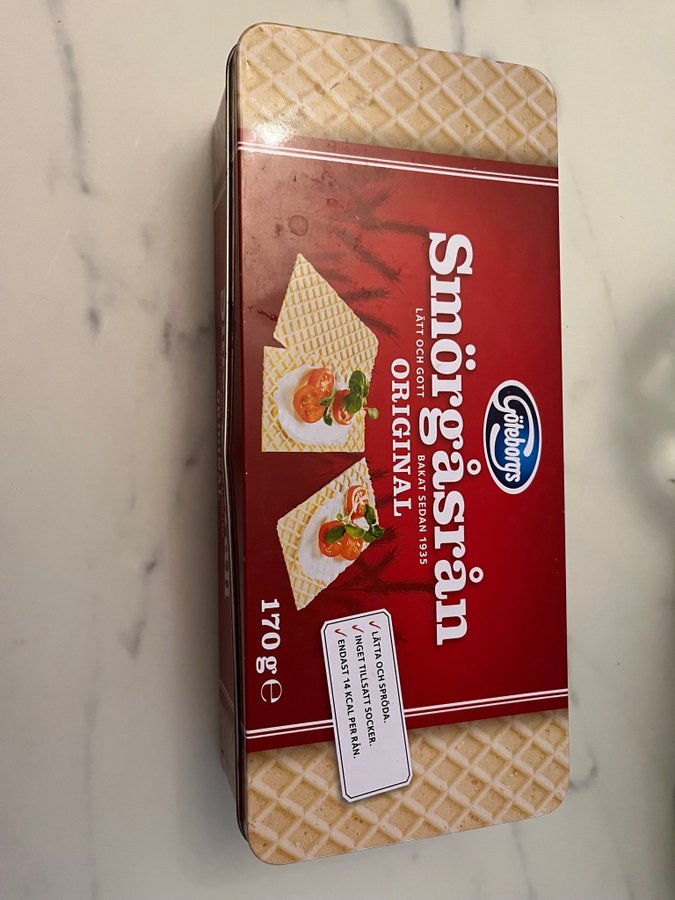 Göteborgs
Smörgåsrån
LÄTT OCH GOTT
BAKAT SEDAN 1935
ORIGINAL
170 g e
✓ LÄTTA OCH SPRÖDA.
✓ INGET TILLSATT SOCKER.
✓ ENDAST 14 KCAL PER RÅN.